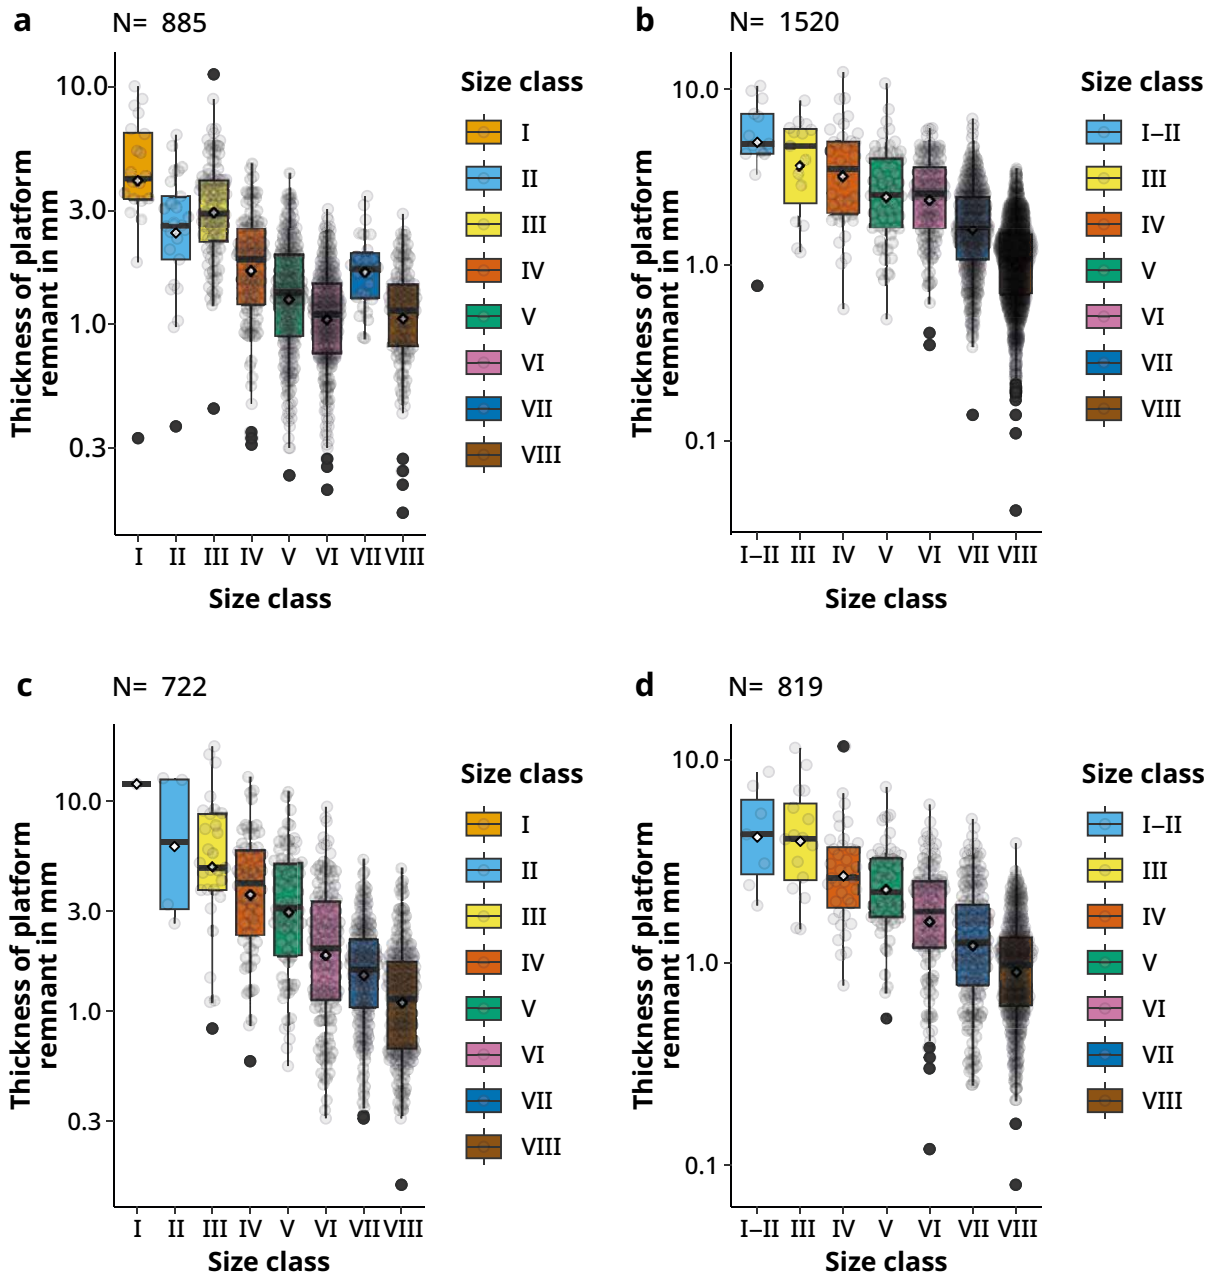 a
N= 885
Thickness of platform
remnant in mm
10.0
3.0
1.0
0.3
I II III IV V VI VII VIII
Size class
Size class
I
II
III
IV
V
VI
VII
VIII
b
N= 1520
Thickness of platform
remnant in mm
10.0
1.0
0.1
I–II III IV V VI VII VIII
Size class
Size class
I–II
III
IV
V
VI
VII
VIII
c
N= 722
Thickness of platform
remnant in mm
10.0
3.0
1.0
0.3
I II III IV V VI VII VIII
Size class
Size class
I
II
III
IV
V
VI
VII
VIII
d
N= 819
Thickness of platform
remnant in mm
10.0
1.0
0.1
I–II III IV V VI VII VIII
Size class
Size class
I–II
III
IV
V
VI
VII
VIII